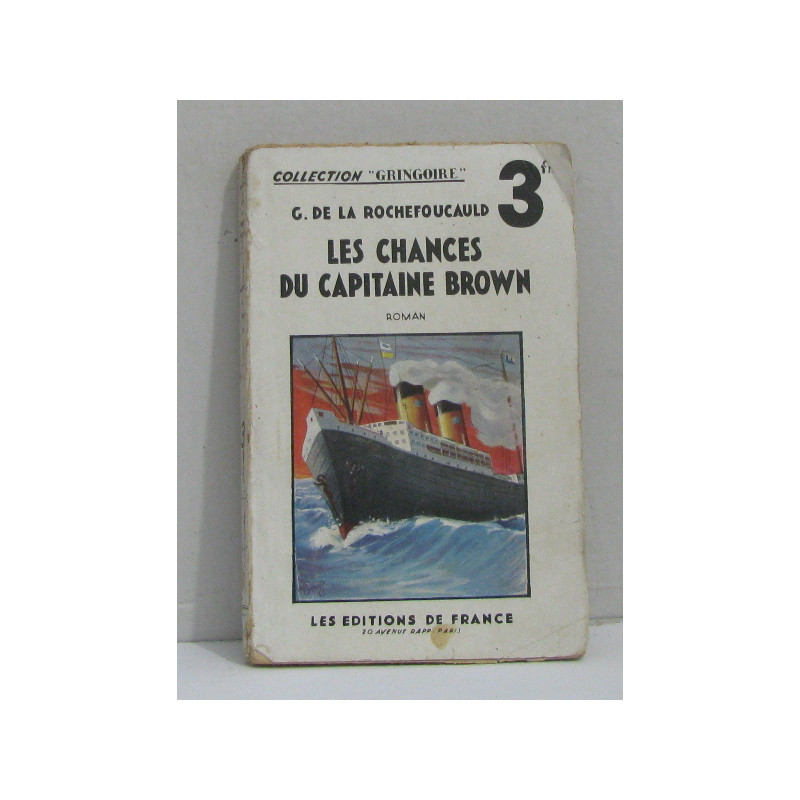 COLLECTION "GRINGOIRE"
3 fr
G. DE LA ROCHEFOUCAULD
LES CHANCES
DU CAPITAINE BROWN
ROMAN
LES EDITIONS DE FRANCE
20 AVENUE RAPP. PARIS